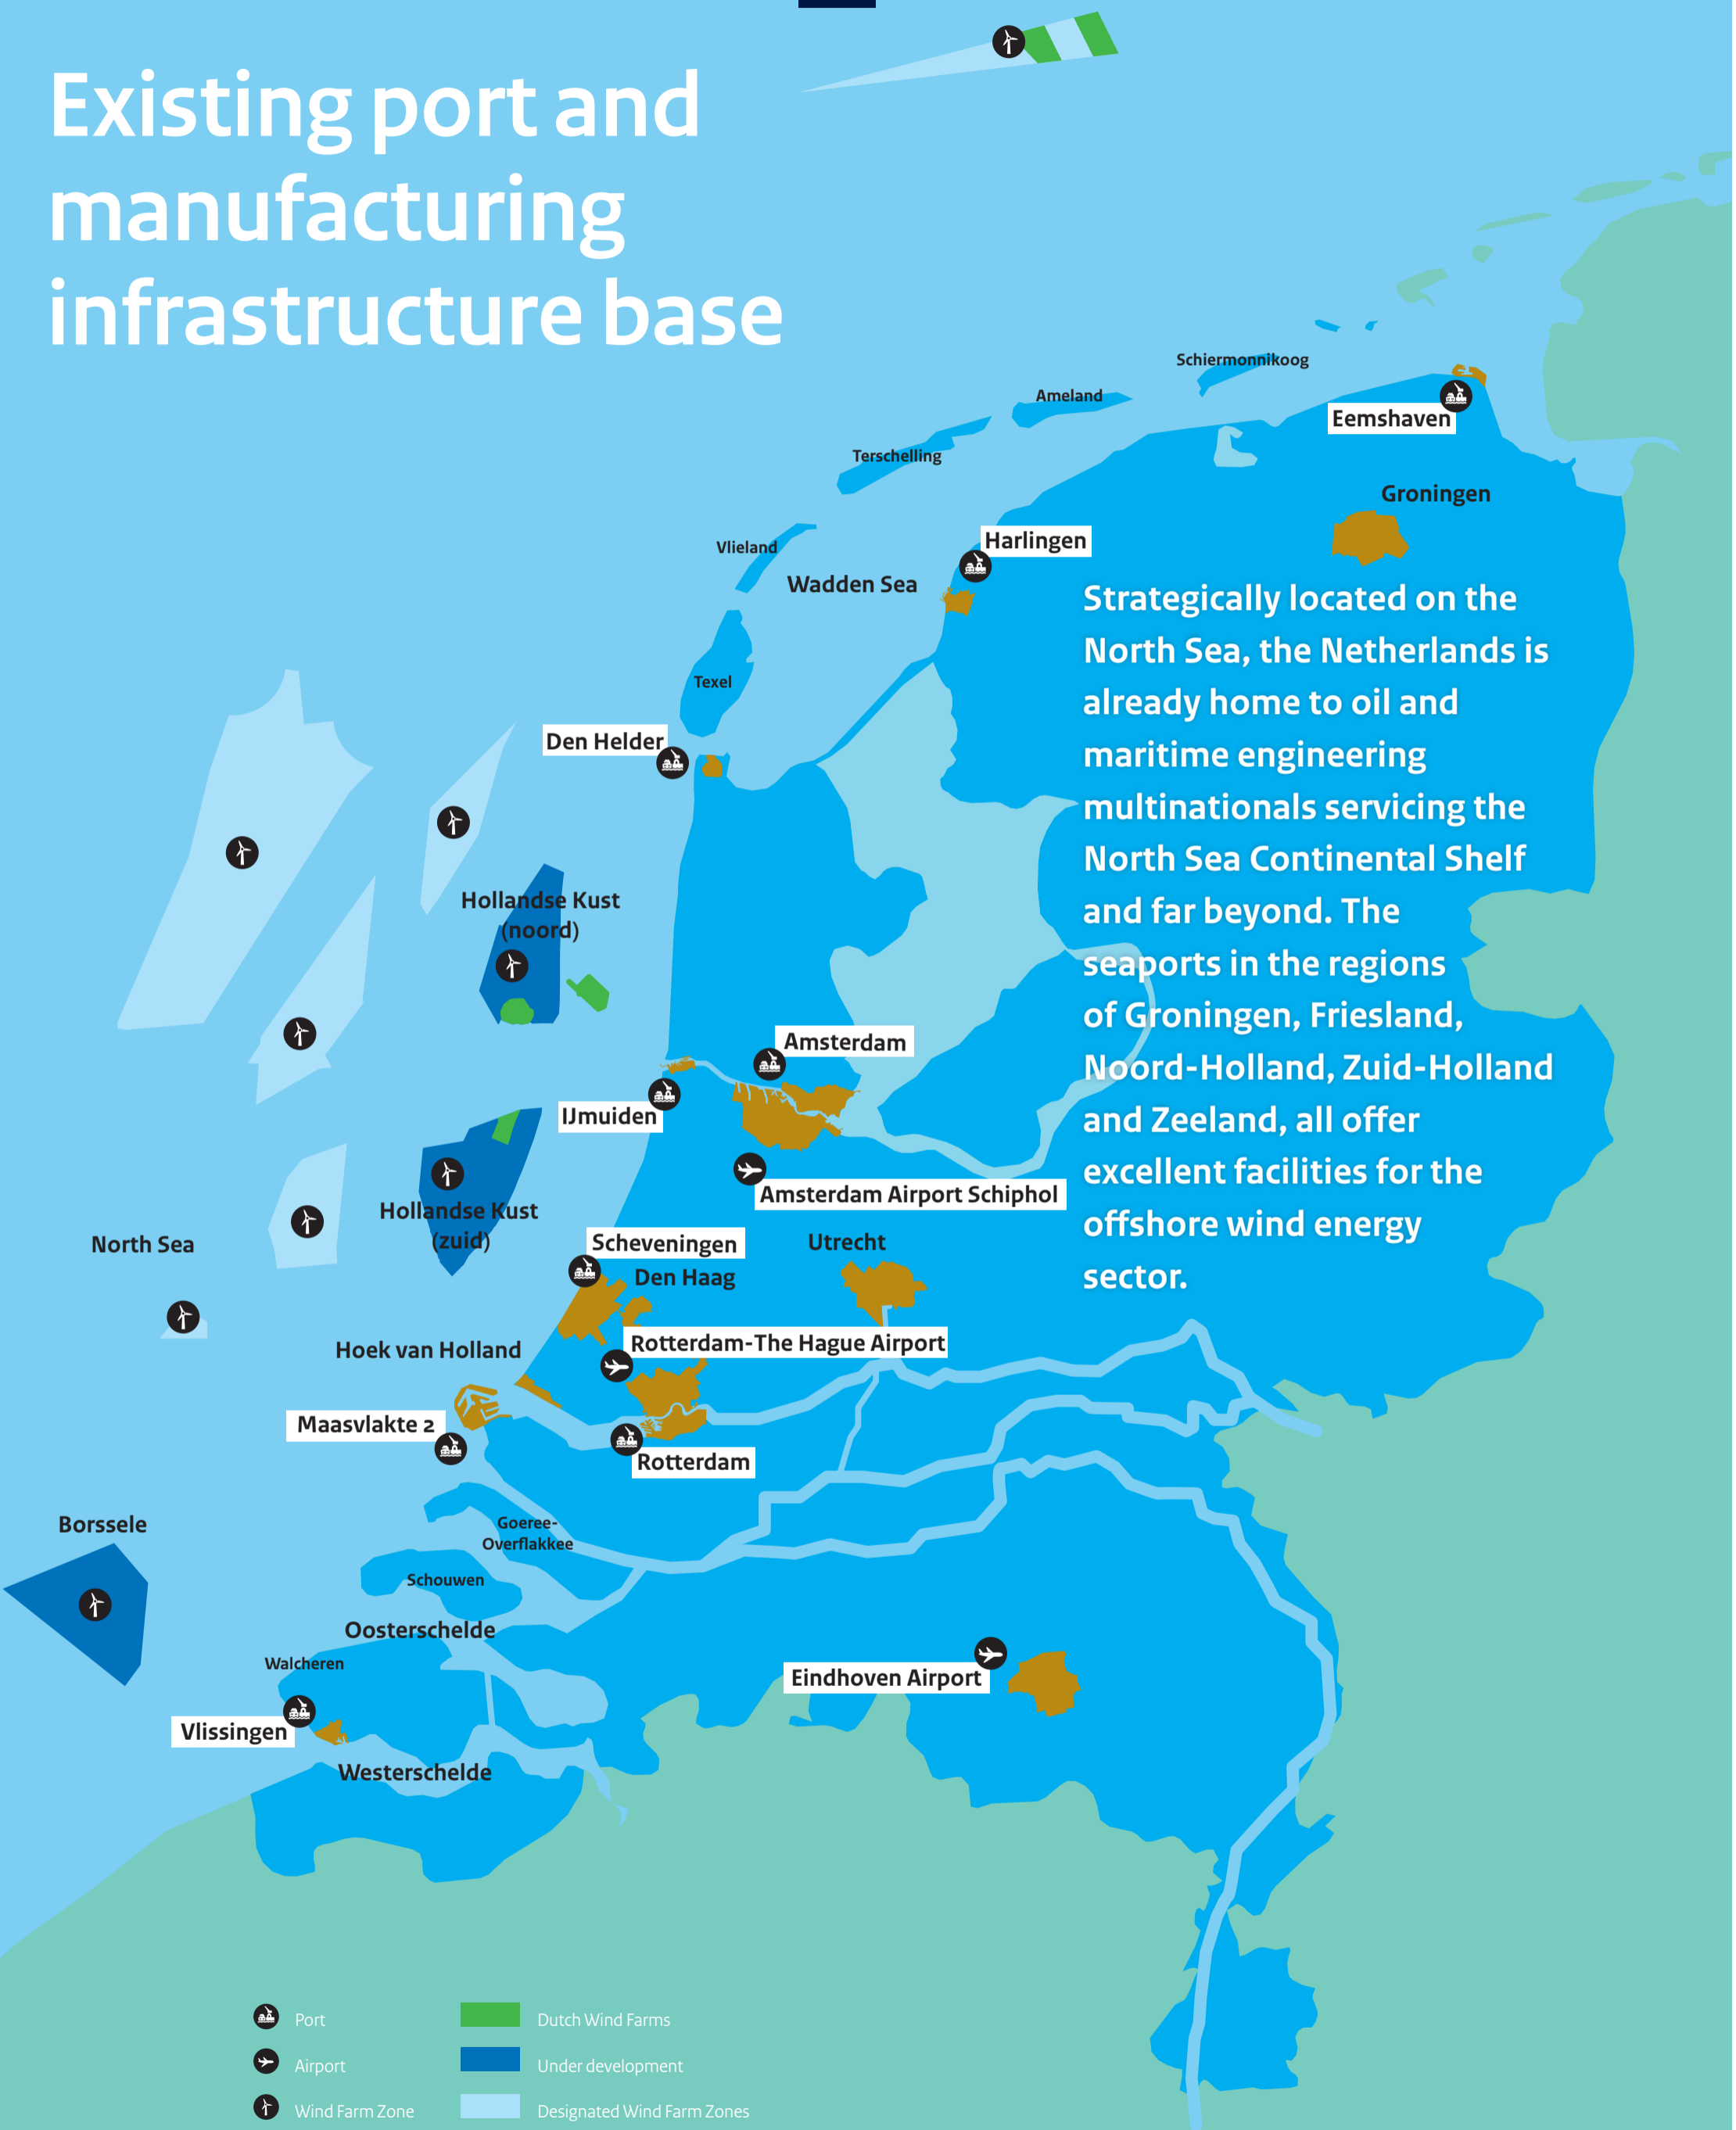 Existing port and
manufacturing
infrastructure base
Schiermonnikoog
Ameland
Eemshaven
Terschelling
Groningen
Harlingen
Vlieland
Wadden Sea
Strategically located on the
North Sea, the Netherlands is
already home to oil and
maritime engineering
multinationals servicing the
North Sea Continental Shelf
and far beyond. The
seaports in the regions
of Groningen, Friesland,
Noord-Holland, Zuid-Holland
and Zeeland, all offer
excellent facilities for the
offshore wind energy
sector.
Texel
Den Helder
Hollandse Kust
(noord)
Amsterdam
IJmuiden
Amsterdam Airport Schiphol
Hollandse Kust
(zuid)
North Sea
Scheveningen
Utrecht
Den Haag
Rotterdam-The Hague Airport
Hoek van Holland
Maasvlakte 2
Rotterdam
Borssele
Goeree-
Overflakkee
Schouwen
Oosterschelde
Walcheren
Eindhoven Airport
Vlissingen
Westerschelde
Port
Dutch Wind Farms
Airport
Under development
Wind Farm Zone
Designated Wind Farm Zones